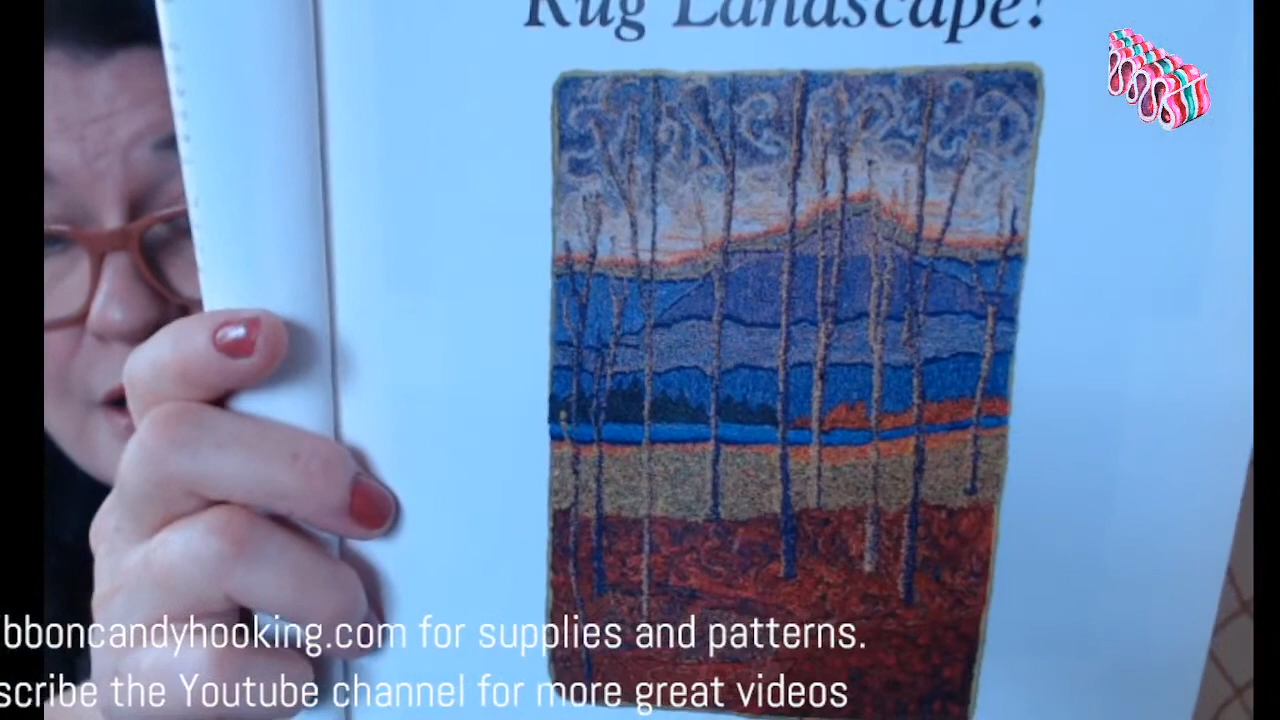 Rug Landscape!
bboncandyhooking.com for supplies and patterns.
scribe the Youtube channel for more great videos